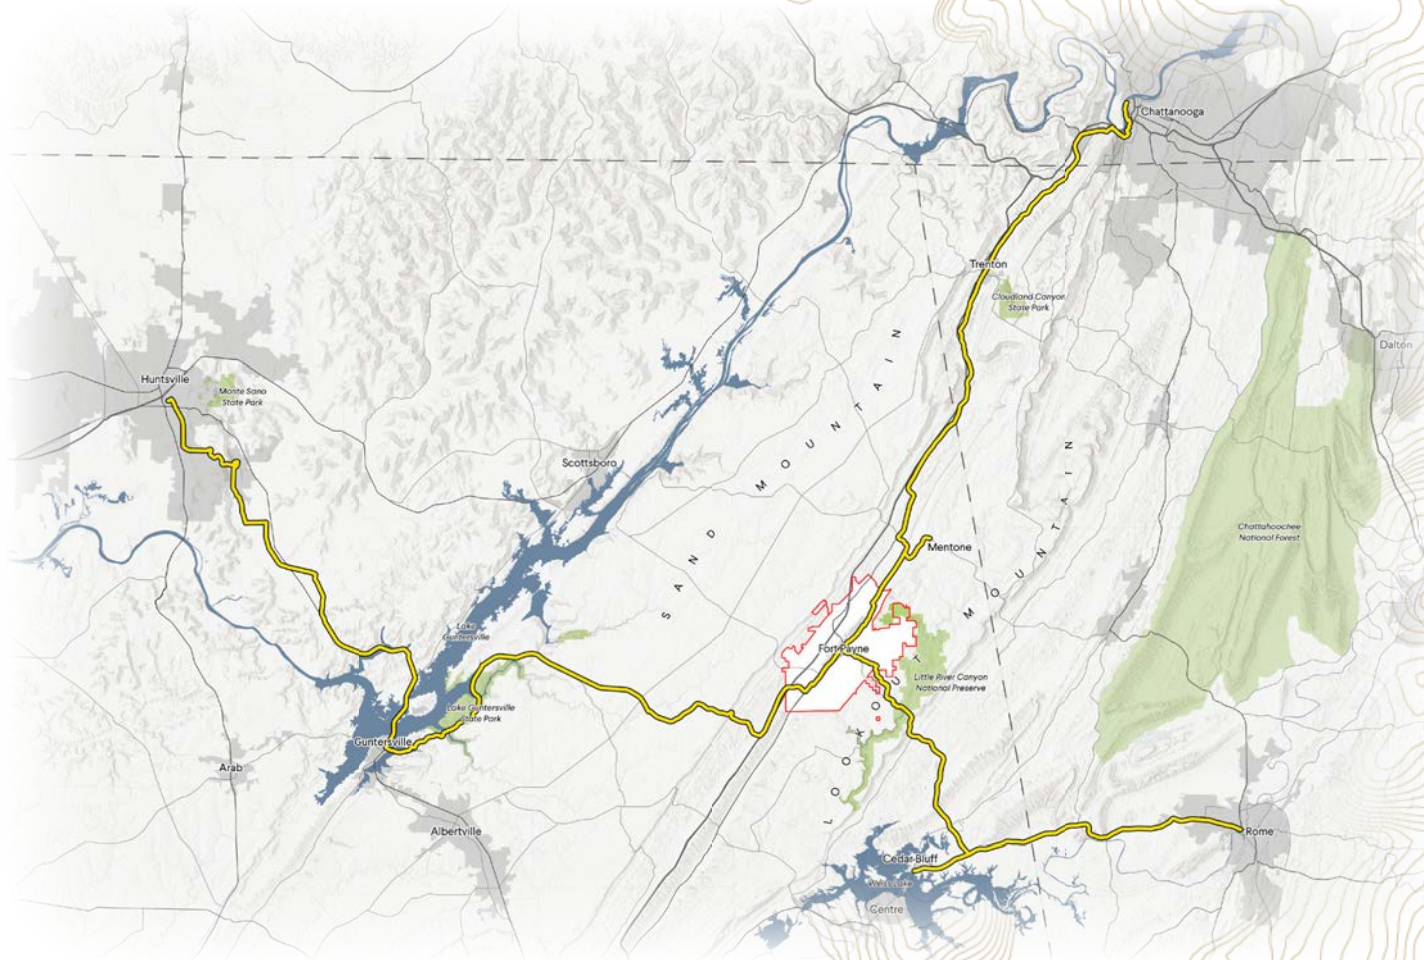 Chattanooga
Trenton
Cloudland Canyon
State Park
Dalton
Huntsville
Monte Sano
State Park
SAND MOUNTAIN
Scottsboro
LOOKOUT MOUNTAIN
Chattahoochee
National Forest
Mentone
Lake
Guntersville
Fort Payne
Little River Canyon
National Preserve
Lake Guntersville
State Park
Guntersville
Arab
Albertville
Rome
Cedar Bluff
Weiss Lake
Centre